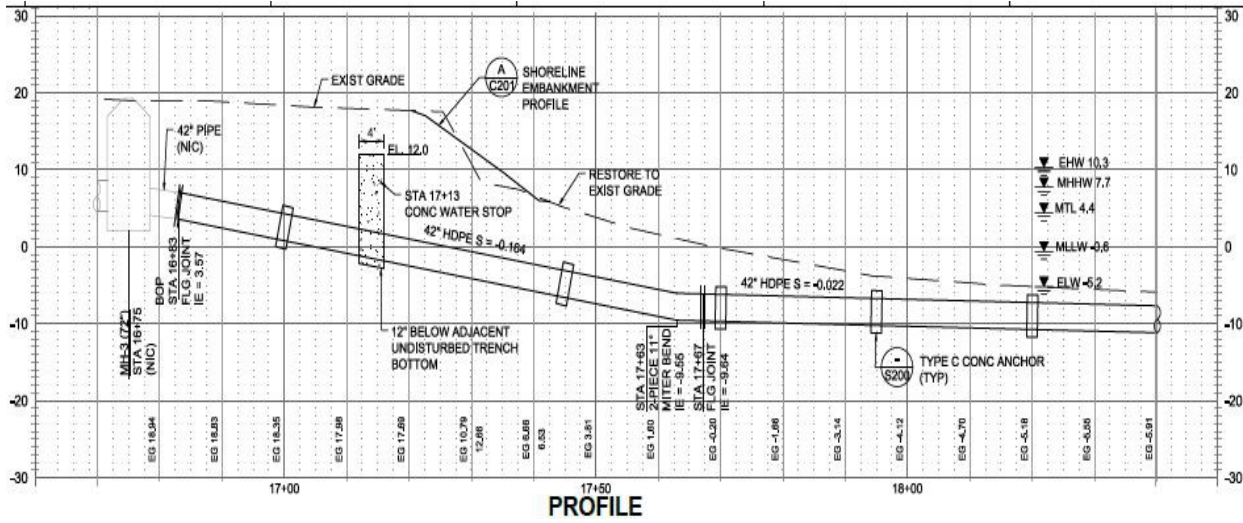 30
20
10
0
-10
-20
-30
30
20
10
0
-10
-20
-30
EXIST GRADE
A
C201
SHORELINE
EMBANKMENT
PROFILE
42" PIPE
(NIC)
4'
EL. 12.0
STA 17+13
CONC WATER STOP
RESTORE TO
EXIST GRADE
EHW 10.3
MHHW 7.7
MTL 4.4
MLLW -0.6
ELW -5.2
42" HDPE S = -0.164
42" HDPE S = -0.022
BOP
STA 16+83
FLG JOINT
IE = 3.57
MH-3 (72")
STA 16+75
(NIC)
12" BELOW ADJACENT
UNDISTURBED TRENCH
BOTTOM
STA 17+63
2-PIECE 11°
MITER BEND
IE = -9.55
STA 17+67
FLG JOINT
IE = -9.64
-
S200
TYPE C CONC ANCHOR
(TYP)
EG 18.94
EG 18.83
EG 18.35
EG 17.98
EG 17.69
EG 10.79
12.66
EG 6.66
6.53
EG 3.81
EG 1.60
EG -0.20
EG -1.66
EG -3.14
EG -4.12
EG -4.70
EG -5.18
EG -5.55
EG -5.91
17+00
17+50
18+00
PROFILE